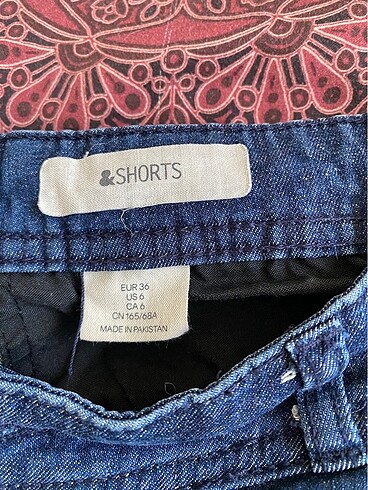 &SHORTS
EUR 36
US 6
CA 6
CN 165/68A
MADE IN PAKISTAN